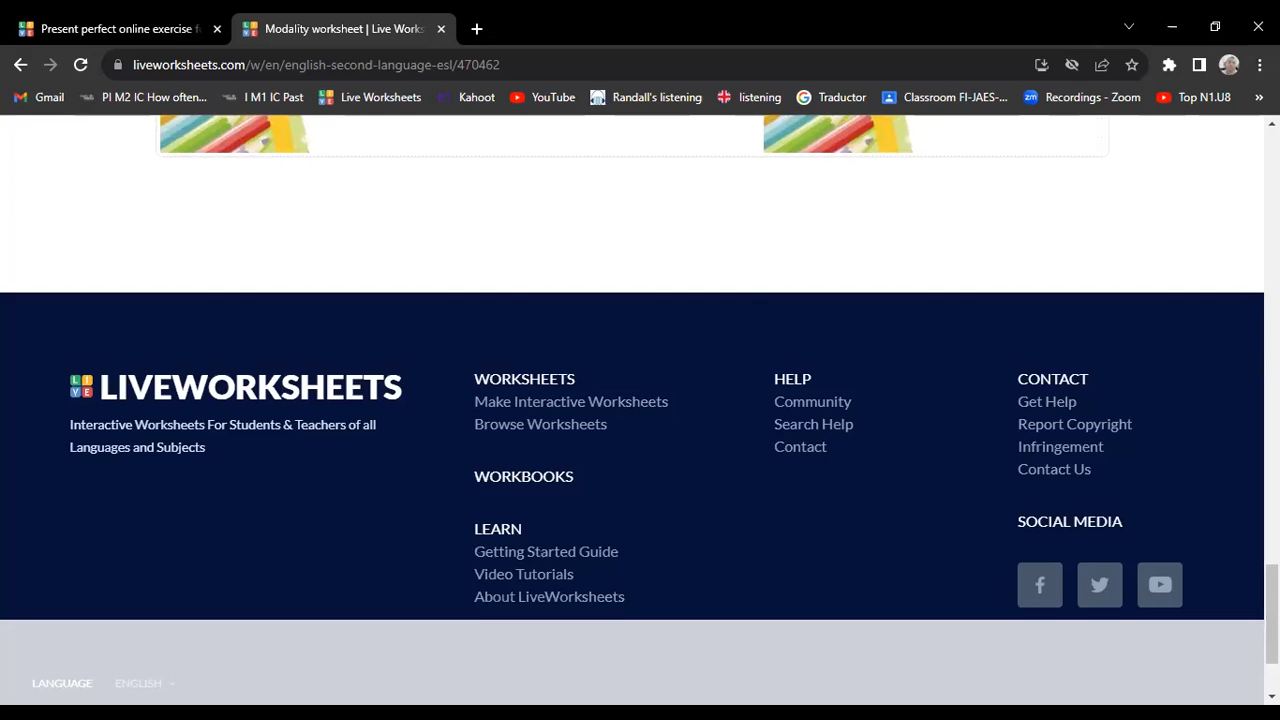 Present perfect online exercise f
Modality worksheet | Live Works
liveworksheets.com/w/en/english-second-language-esl/470462
Gmail
PI M2 IC How often...
I M1 IC Past
Live Worksheets
Kahoot
YouTube
Randall's listening
listening
Traductor
Classroom FI-JAES-...
zm Recordings - Zoom
Top N1.U8
»
LIVE LIVEWORKSHEETS
Interactive Worksheets For Students & Teachers of all
Languages and Subjects
WORKSHEETS
Make Interactive Worksheets
Browse Worksheets
WORKBOOKS
LEARN
Getting Started Guide
Video Tutorials
About LiveWorksheets
HELP
Community
Search Help
Contact
CONTACT
Get Help
Report Copyright
Infringement
Contact Us
SOCIAL MEDIA
LANGUAGE ENGLISH